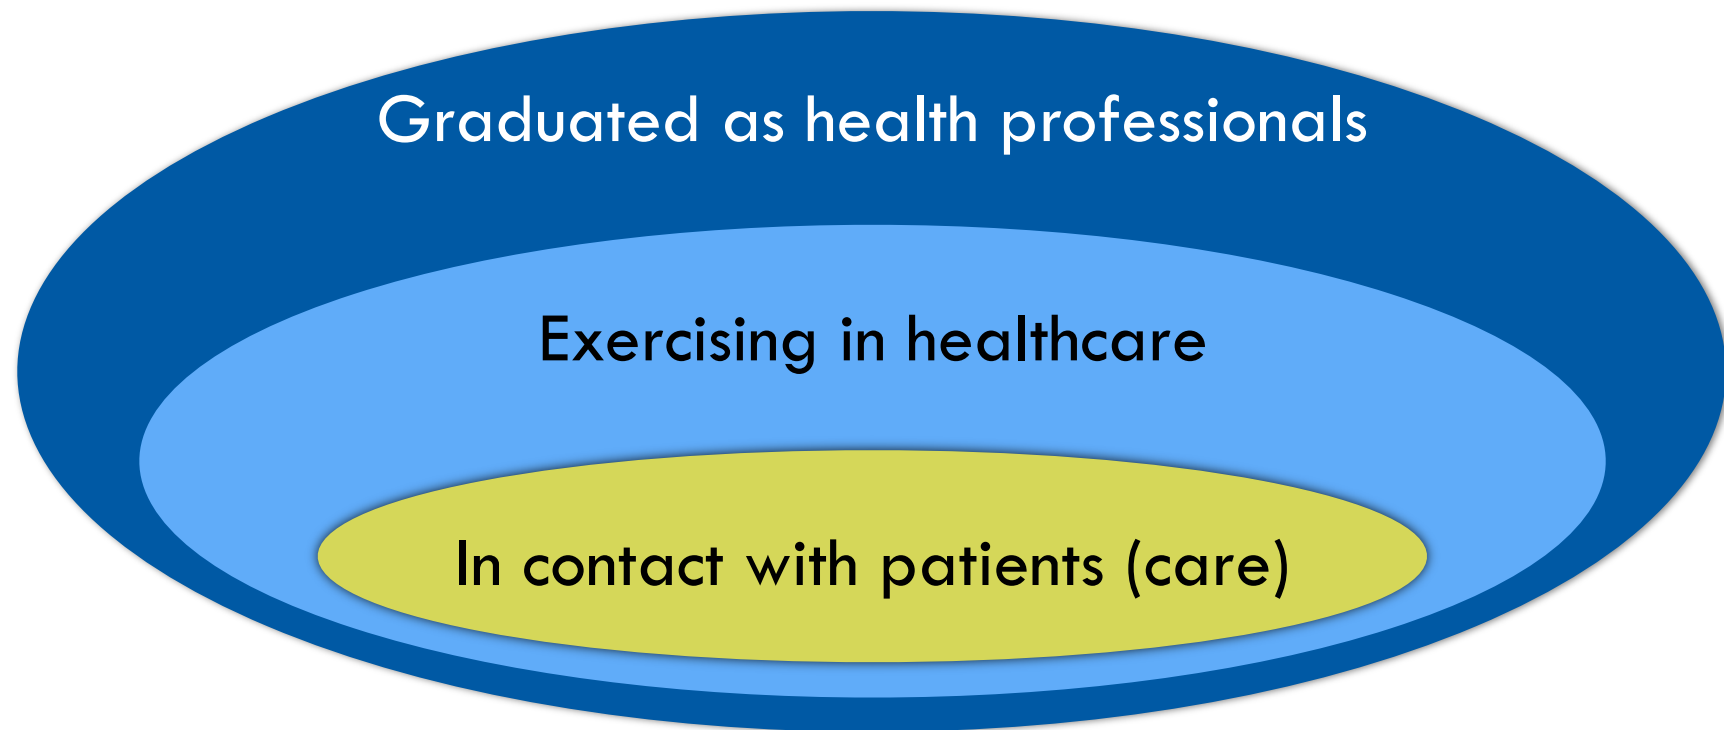 Graduated as health professionals
Exercising in healthcare
In contact with patients (care)